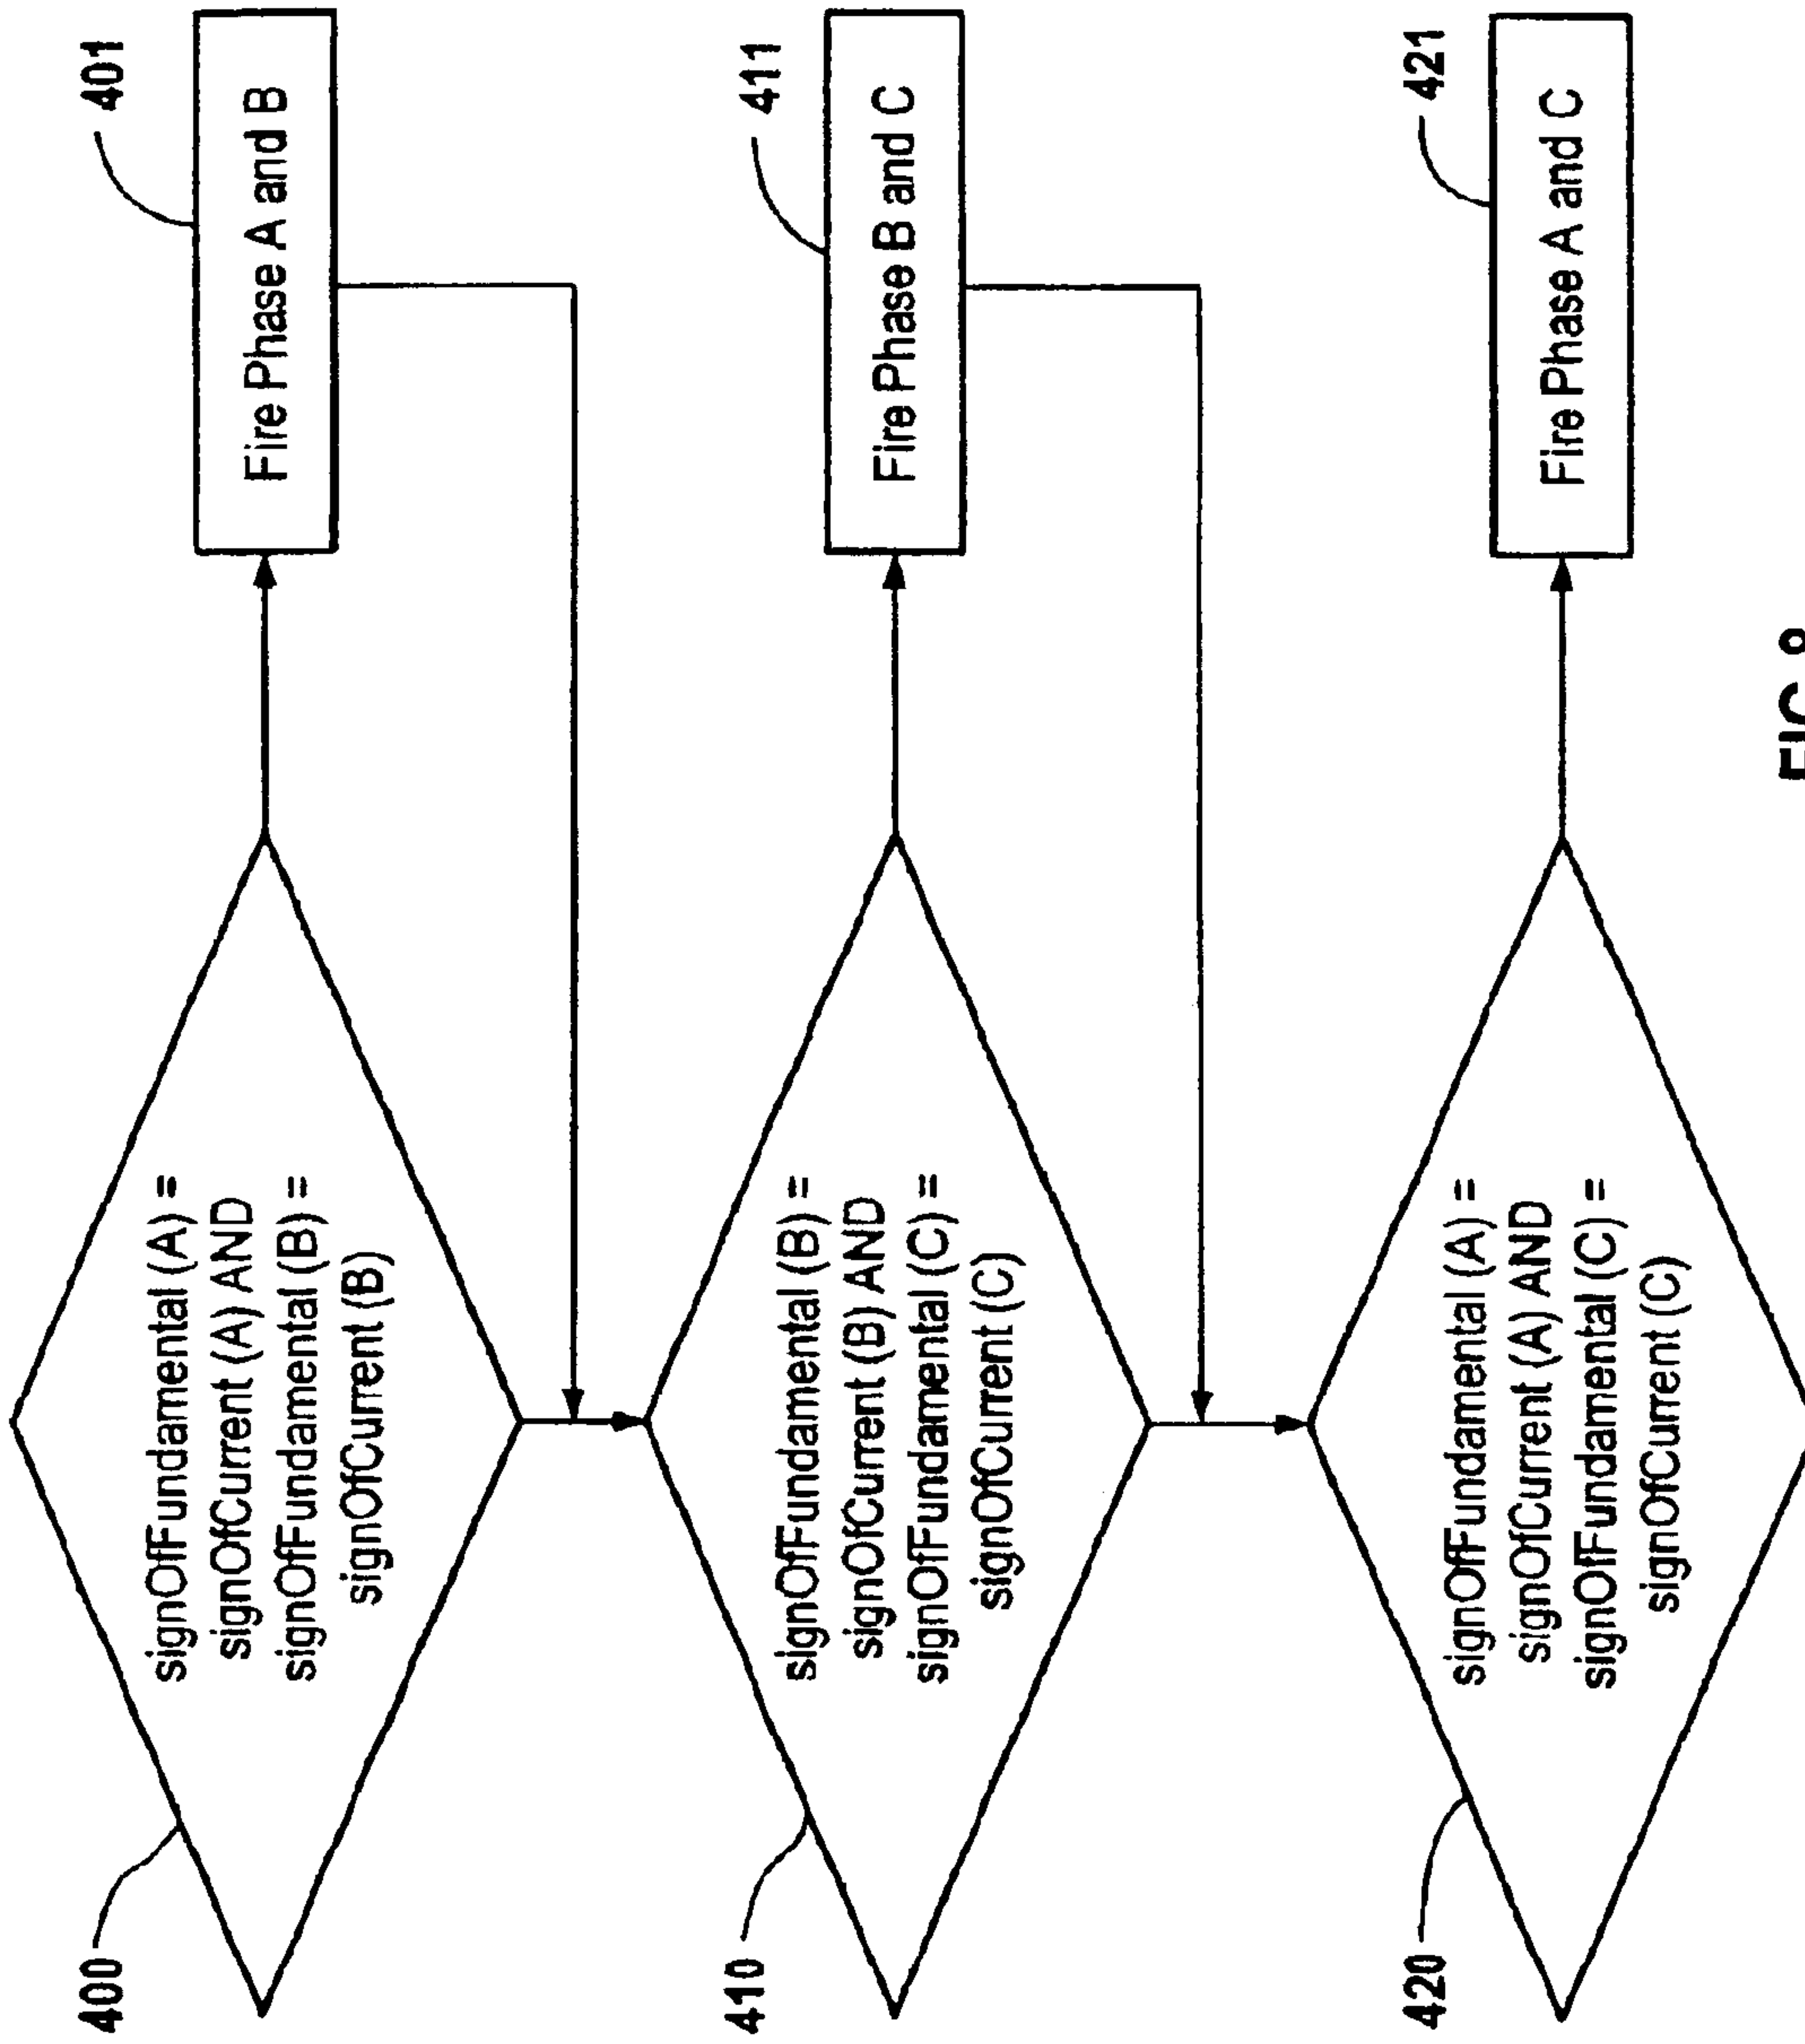 400
signOfFundamental (A) =
signOfCurrent (A) AND
signOfFundamental (B) =
signOfCurrent (B)
401
Fire Phase A and B
410
signOfFundamental (B) =
signOfCurrent (B) AND
signOfFundamental (C) =
signOfCurrent (C)
411
Fire Phase B and C
420
signOfFundamental (A) =
signOfCurrent (A) AND
signOfFundamental (C) =
signOfCurrent (C)
421
Fire Phase A and C
FIG